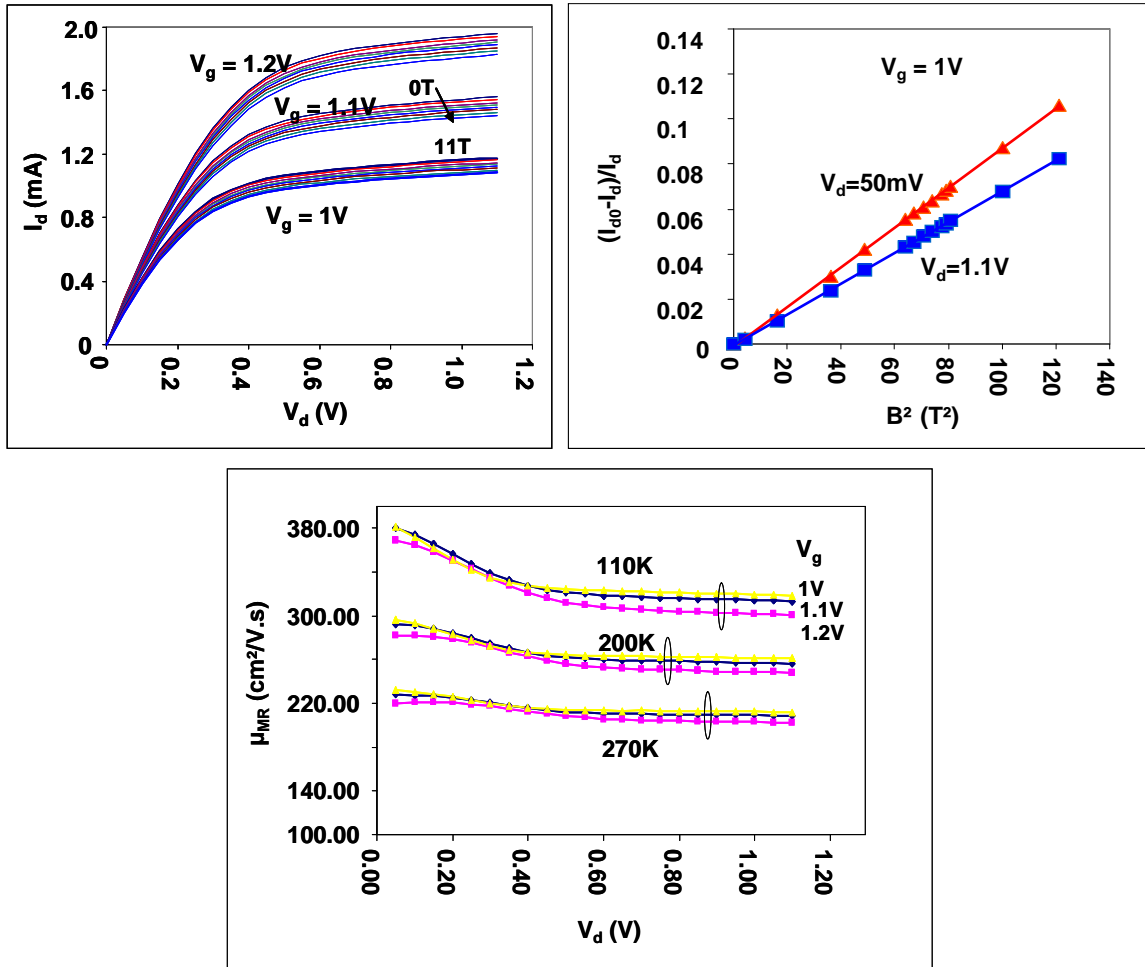 2.0
1.6
1.2
0.8
0.4
0
I_d (mA)
V_g = 1.2V
V_g = 1.1V
0T
11T
V_g = 1V
0
0.2
0.4
0.6
0.8
1.0
1.2
V_d (V)
0.14
0.12
0.1
0.08
0.06
0.04
0.02
0
(I_d0-I_d)/I_d
V_g = 1V
V_d=50mV
V_d=1.1V
0
20
40
60
80
100
120
140
B² (T²)
380.00
300.00
220.00
140.00
100.00
μ_MR (cm²/V.s)
110K
V_g
1V
1.1V
1.2V
200K
270K
0.00
0.20
0.40
0.60
0.80
1.00
1.20
V_d (V)